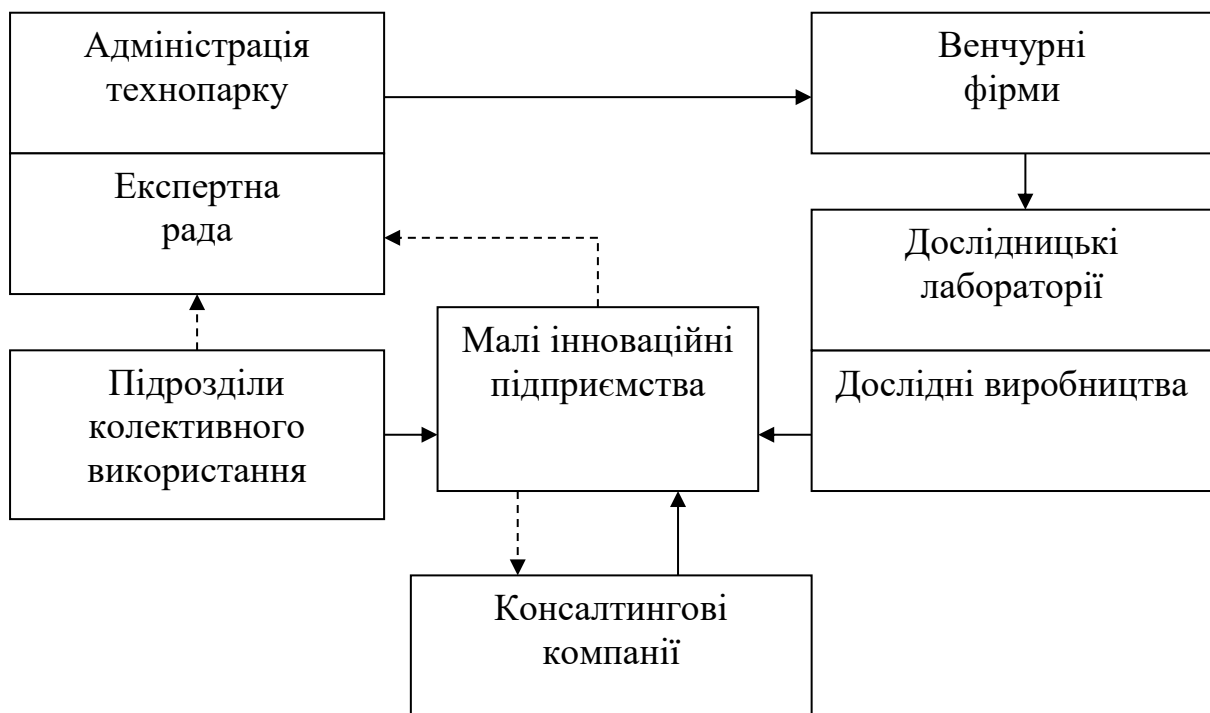 Адміністрація
технопарку
Венчурні
фірми
Експертна
рада
Дослідницькі
лабораторії
Малі інноваційні
підприємства
Підрозділи
колективного
використання
Дослідні виробництва
Консалтингові
компанії